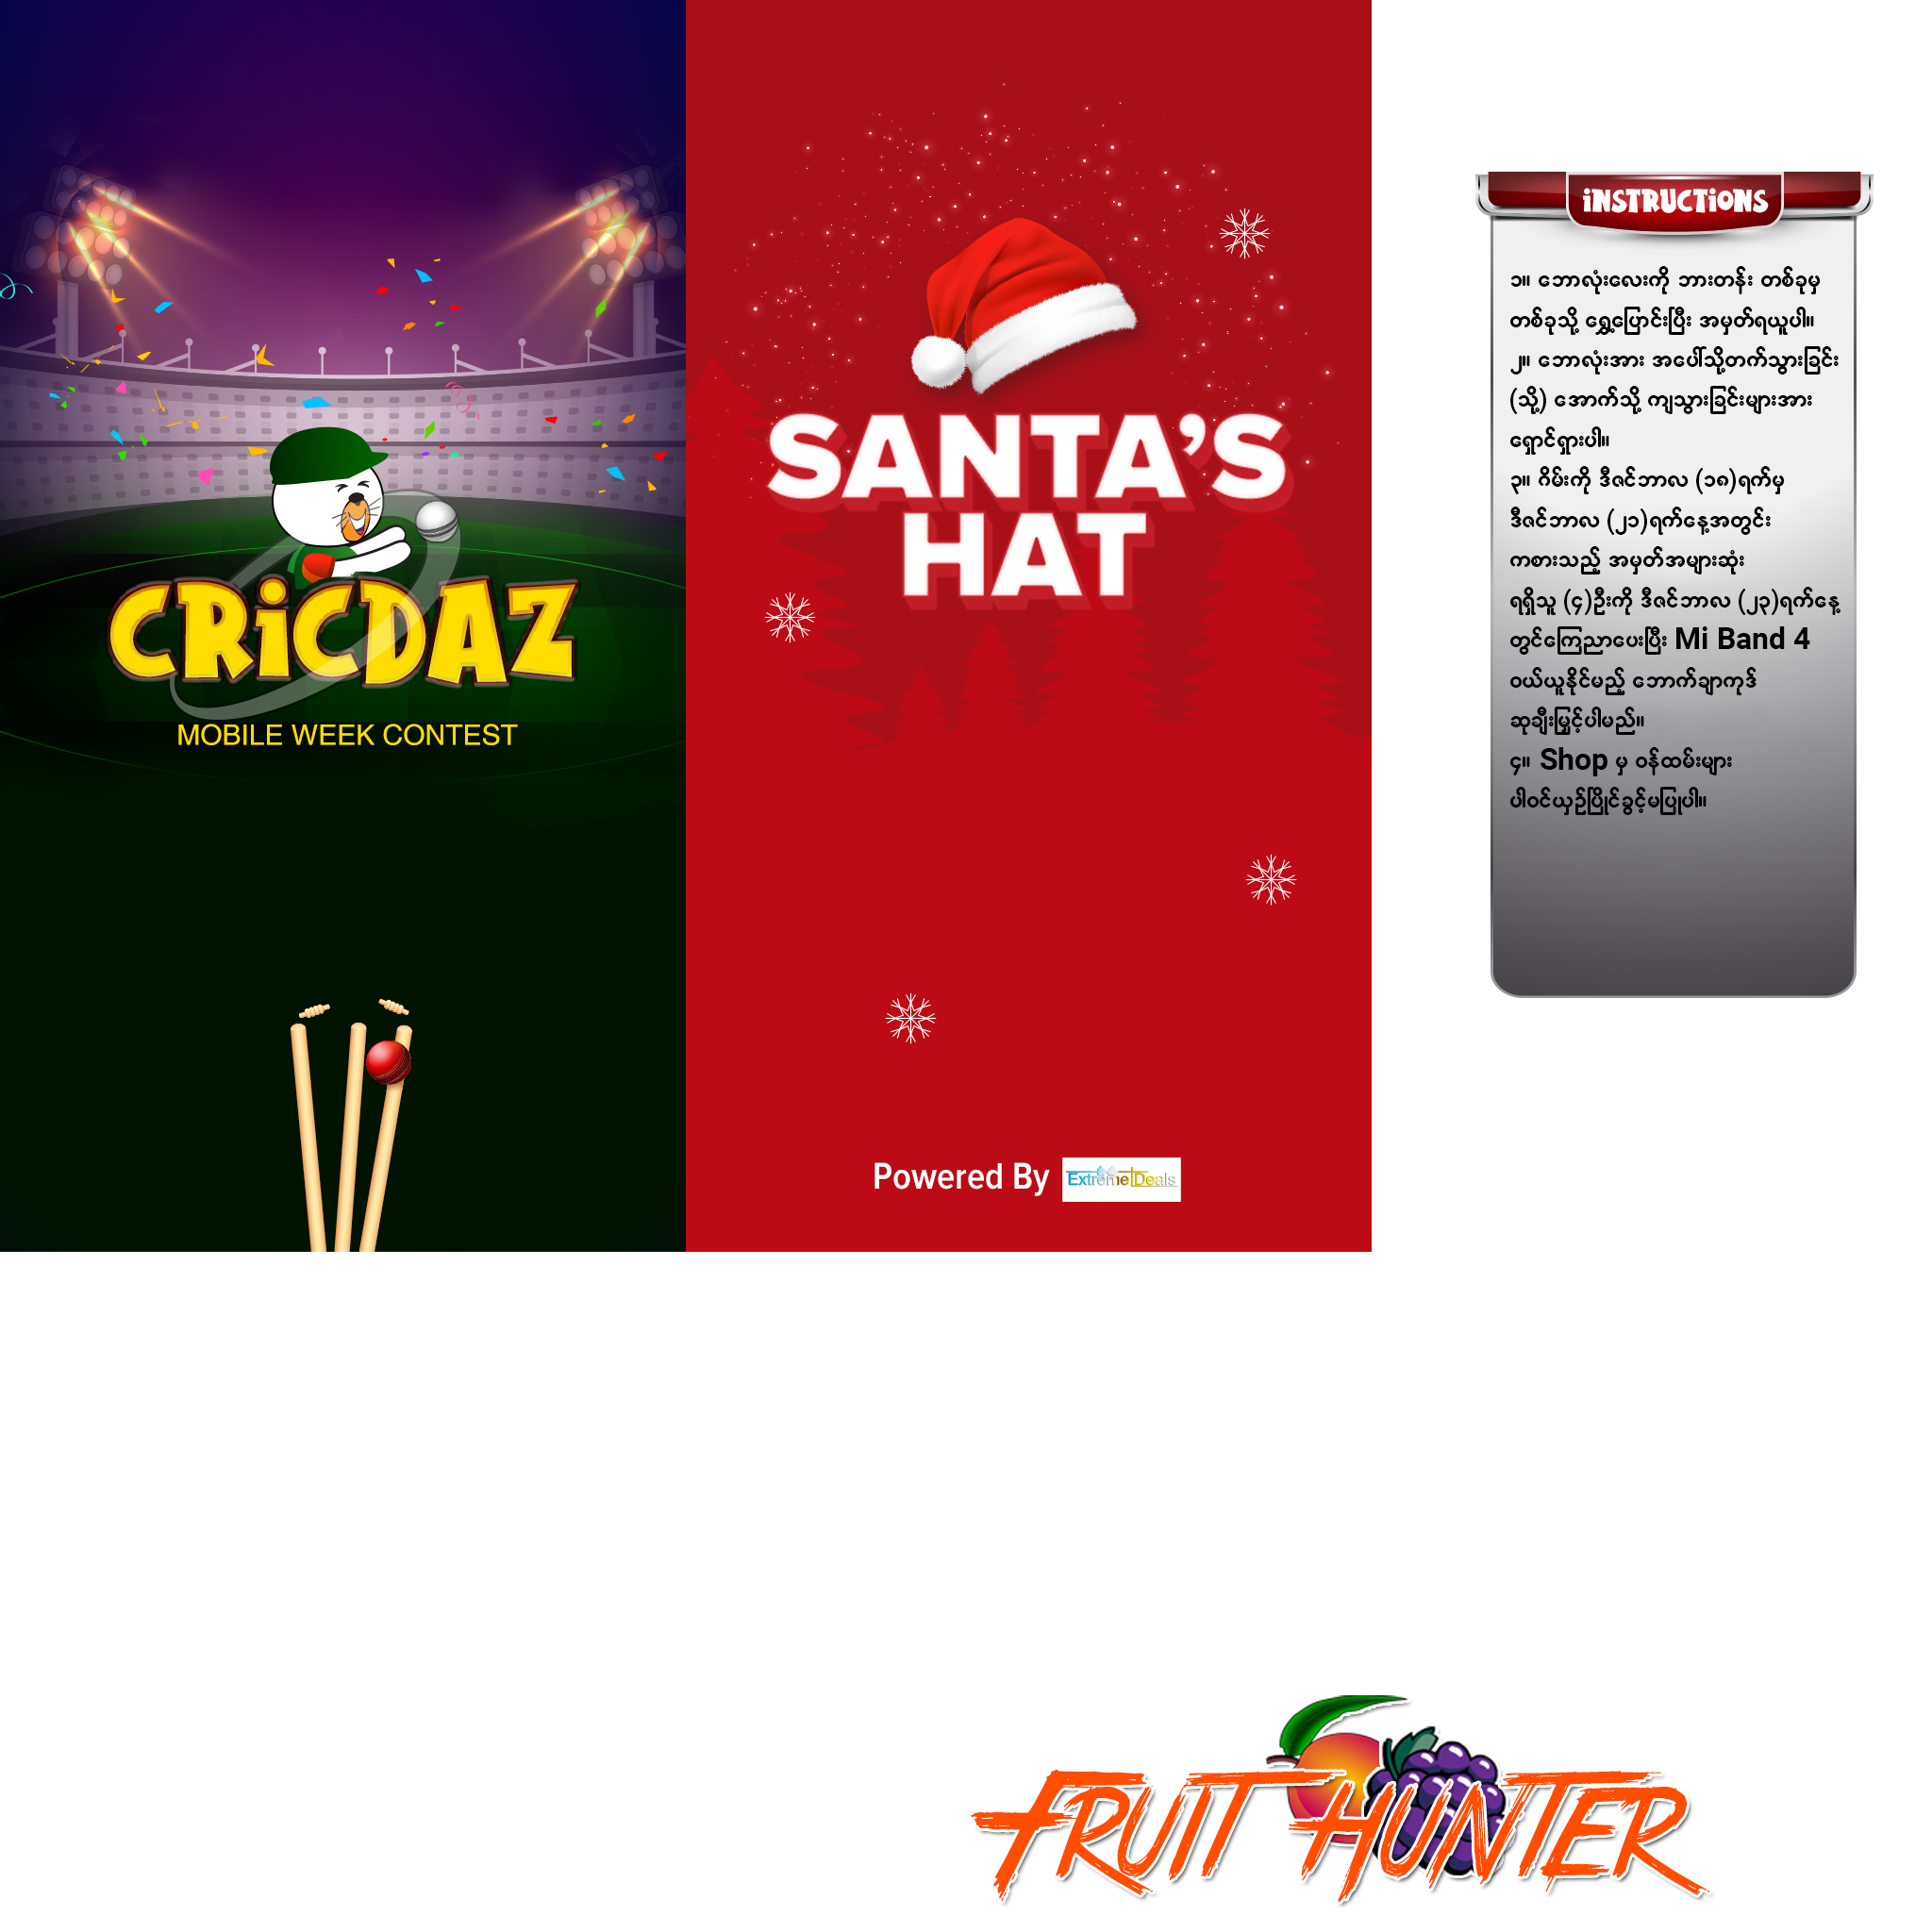 CRiCDAZ
MOBILE WEEK CONTEST
SANTA’S
HAT
Powered By ExtremeDeals
iNSTRUCTiONS
၁။ ဘောလုံးလေးကို ဘားတန်း တစ်ခုမှ
တစ်ခုသို့ ရွှေ့ပြောင်းပြီး အမှတ်ရယူပါ။
၂။ ဘောလုံးအား အပေါ်သို့တက်သွားခြင်း
(သို့) အောက်သို့ ကျသွားခြင်းများအား
ရှောင်ရှားပါ။
၃။ ဂိမ်းကို ဒီဇင်ဘာလ (၁၈)ရက်မှ
ဒီဇင်ဘာလ (၂၁)ရက်နေ့အတွင်း
ကစားသည့် အမှတ်အများဆုံး
ရရှိသူ (၄)ဦးကို ဒီဇင်ဘာလ (၂၃)ရက်နေ့
တွင်ကြေညာပေးပြီး Mi Band 4
ဝယ်ယူနိုင်မည့် ဘောက်ချာကုဒ်
ဆုချီးမြှင့်ပါမည်။
၄။ Shop မှ ဝန်ထမ်းများ
ပါဝင်ယှဉ်ပြိုင်ခွင့်မပြုပါ။
FRUIT HUNTER